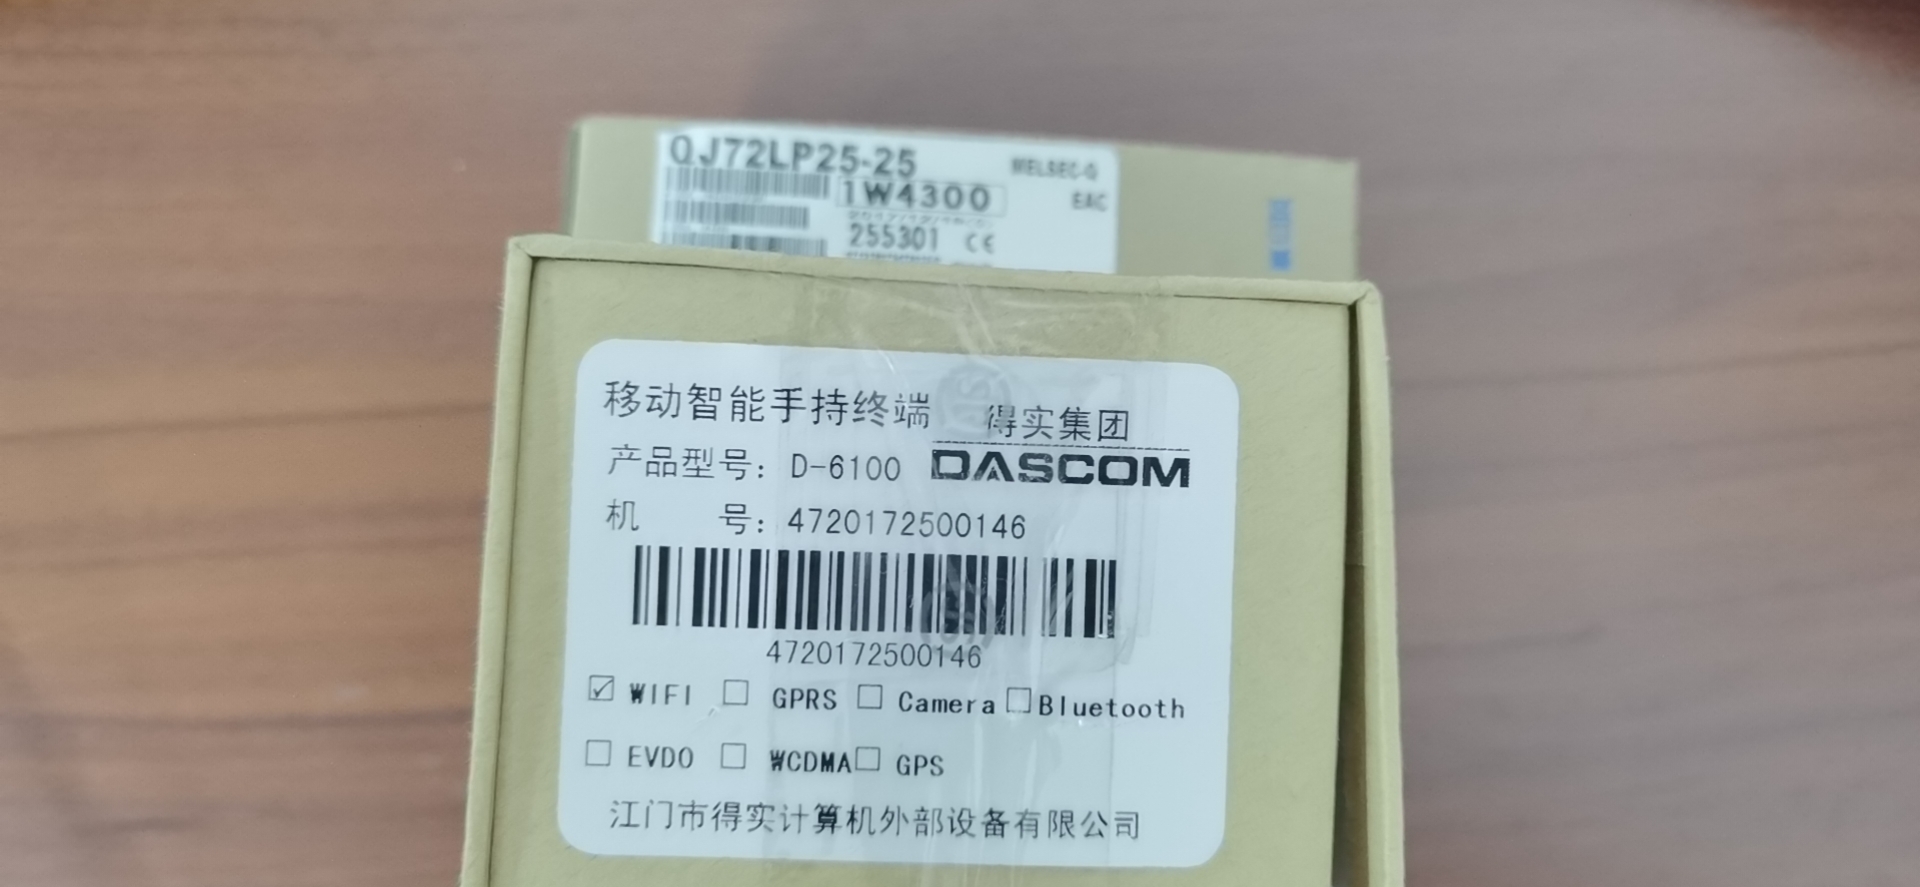 QJ72LP25-25
MELSEC-Q
1W4300
EAC
255301 CE
移动智能手持终端 得实集团
产品型号: D-6100 DASCOM
机 号: 4720172500146
4720172500146
☑ WIFI ☐ GPRS ☐ Camera ☐ Bluetooth
☐ EVDO ☐ WCDMA ☐ GPS
江门市得实计算机外部设备有限公司